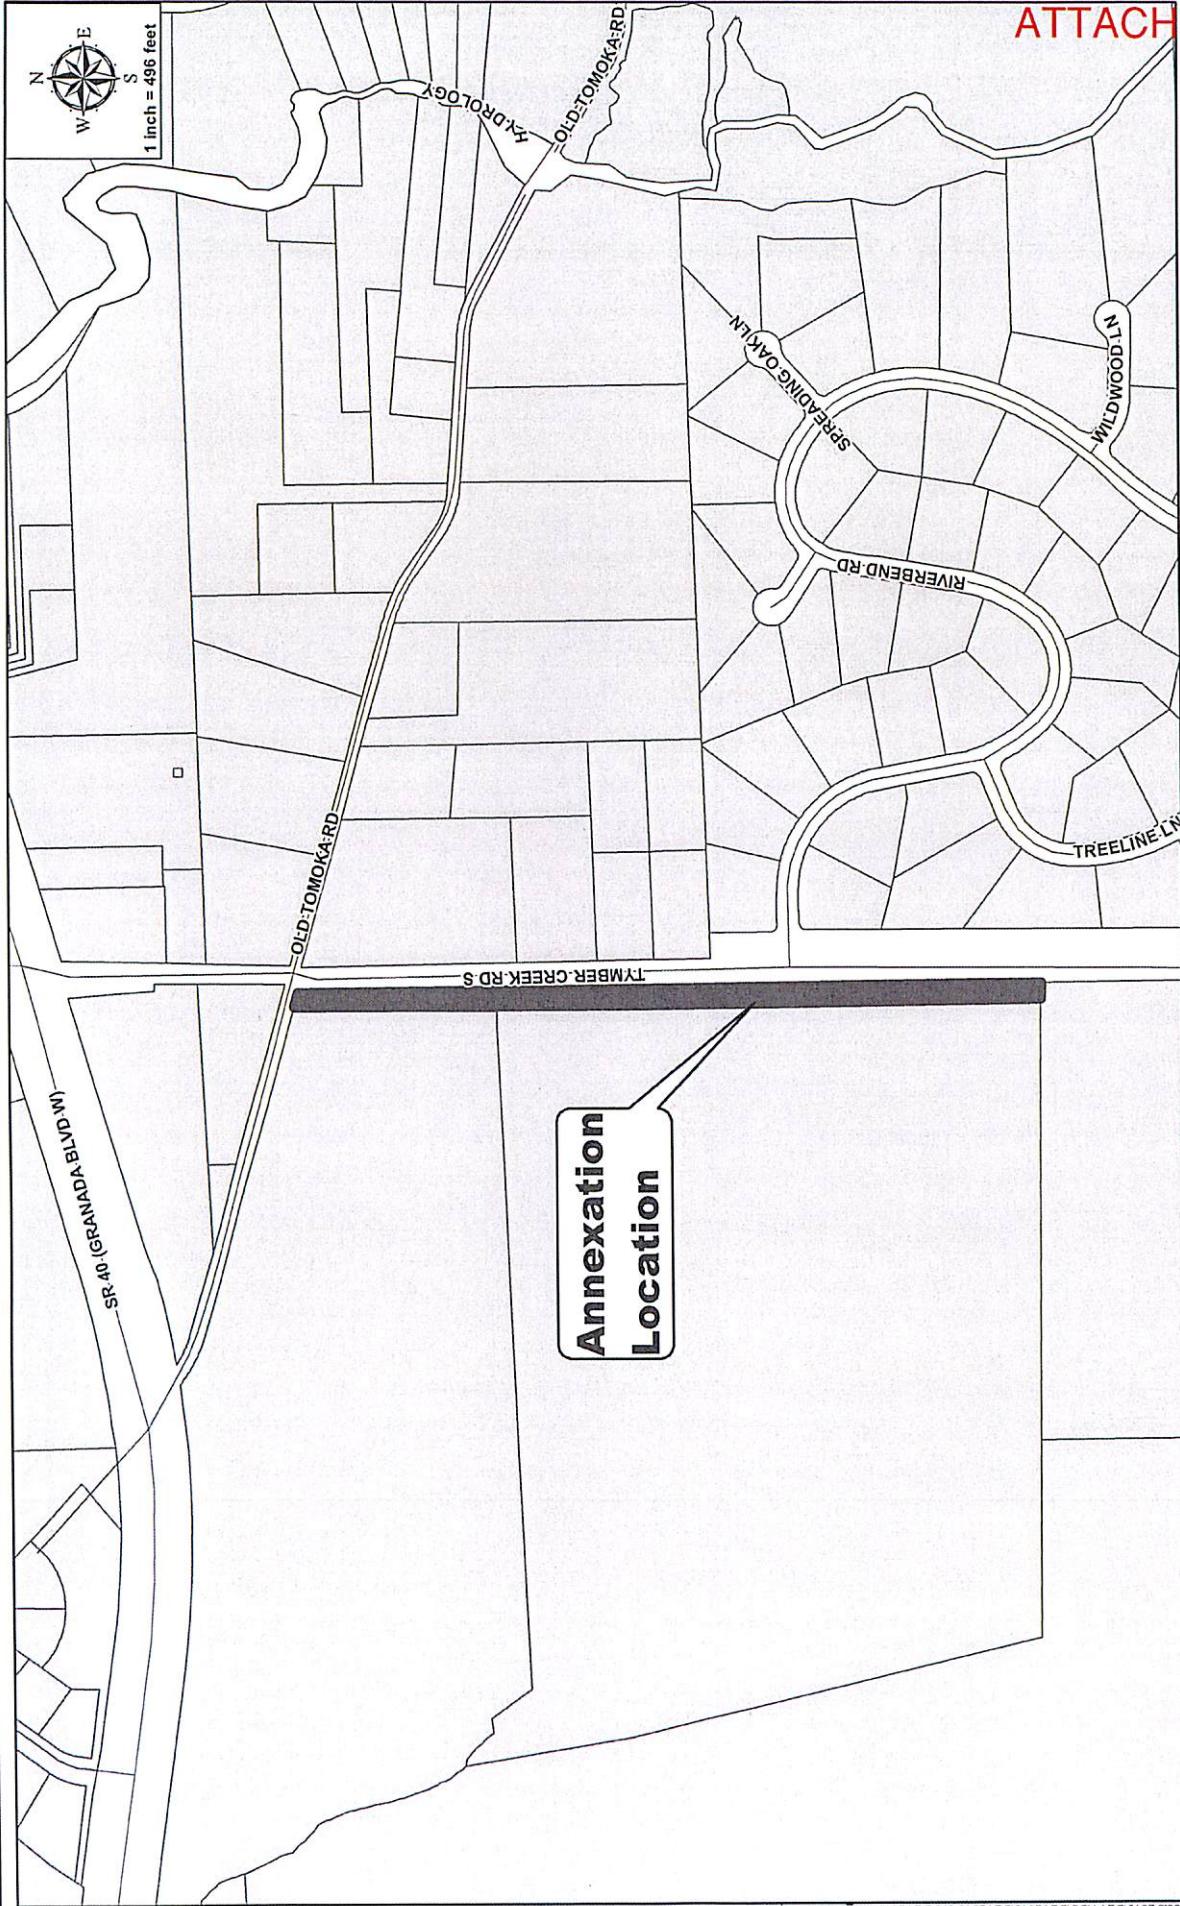 ATTACH
N
E
S
W
1 inch = 496 feet
HYDROLOGY
OLD TOMOKA RD
SPREADING OAK LN
WILDWOOD LN
RIVERBEND RD
TREELINE LN
OLD TOMOKA RD
TYMBER CREEK RD S
SR 40 (GRANADA BLVD W)
Annexation
Location